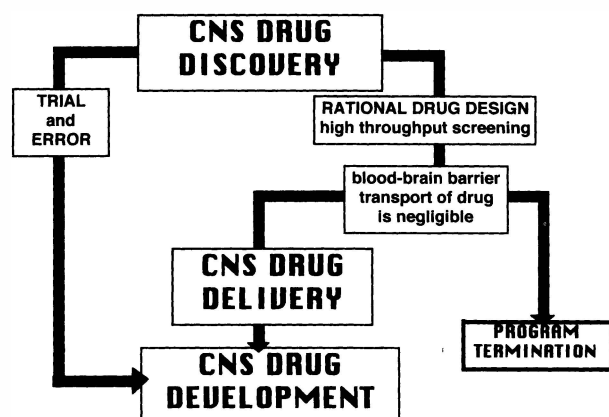 CNS DRUG
DISCOVERY
TRIAL
and
ERROR
RATIONAL DRUG DESIGN
high throughput screening
blood-brain barrier
transport of drug
is negligible
CNS DRUG
DELIVERY
PROGRAM
TERMINATION
CNS DRUG
DEVELOPMENT